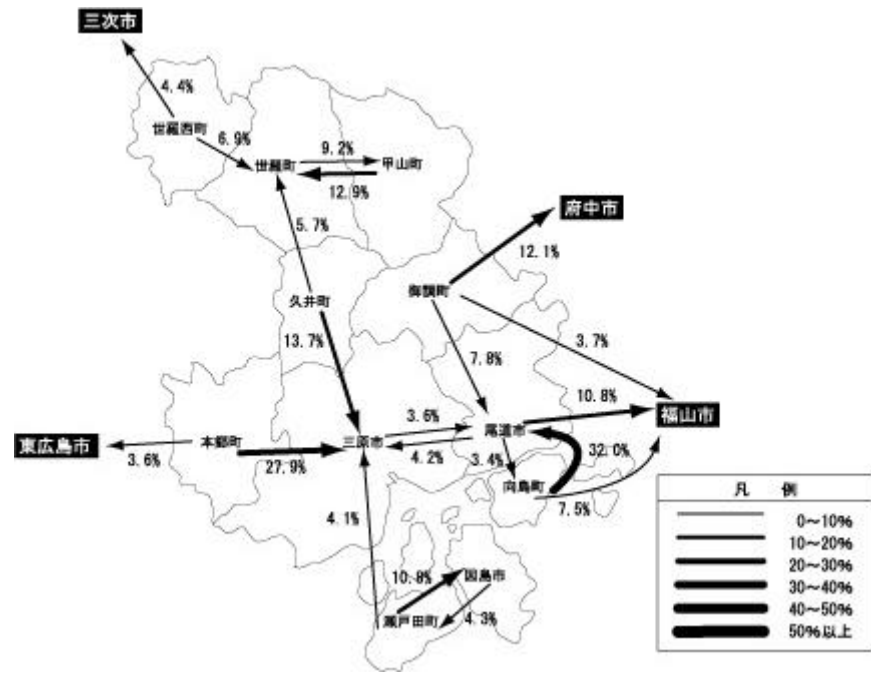 三次市
4.4%
世羅西町
6.9%
世羅町
9.2%
甲山町
12.9%
府中市
5.7%
12.1%
久井町
御調町
13.7%
3.7%
7.8%
10.8%
福山市
3.6%
尾道市
東広島市
本郷町
三原市
32.0%
3.6%
27.9%
4.2%
3.4%
向島町
7.5%
4.1%
10.8%
因島市
瀬戸田町
4.3%
凡 例
0～10%
10～20%
20～30%
30～40%
40～50%
50%以上